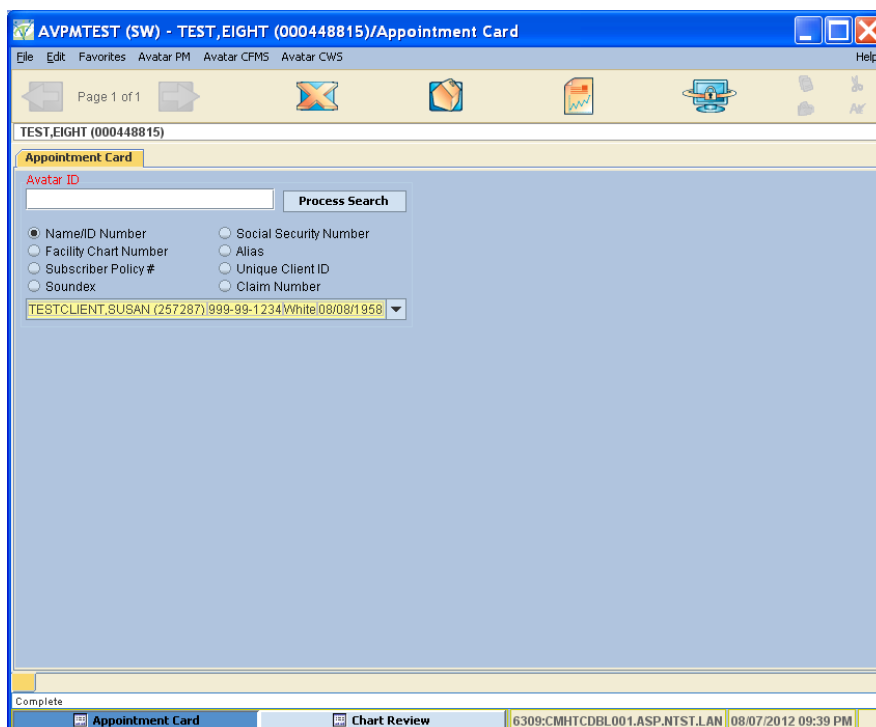 AVPMTEST (SW) - TEST,EIGHT (000448815)/Appointment Card
File Edit Favorites Avatar PM Avatar CFMS Avatar CWS Help
Page 1 of 1
TEST,EIGHT (000448815)
Appointment Card
Avatar ID
Process Search
Name/ID Number Social Security Number
Facility Chart Number Alias
Subscriber Policy # Unique Client ID
Soundex Claim Number
TESTCLIENT,SUSAN (257287) 999-99-1234 White 08/08/1958
Complete
Appointment Card Chart Review 6309:CMHTCDBL001.ASP.NTST.LAN 08/07/2012 09:39 PM